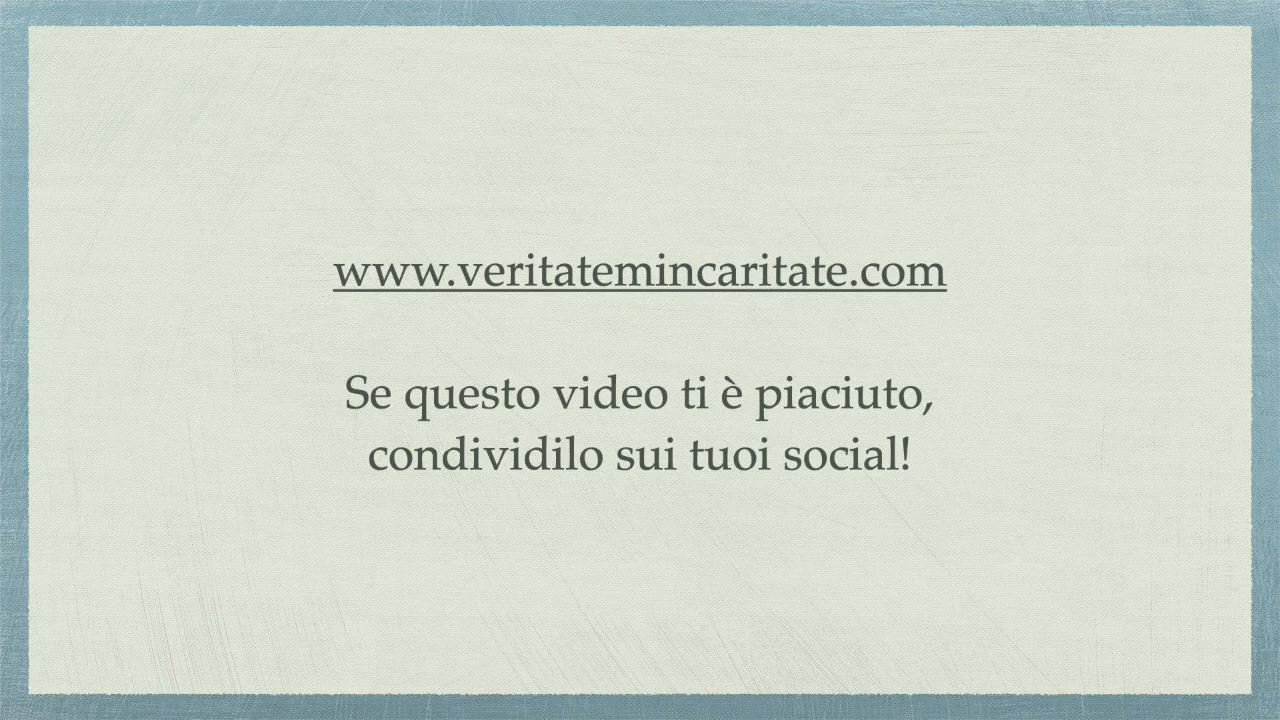 www.veritatemincaritate.com
Se questo video ti è piaciuto,
condividilo sui tuoi social!